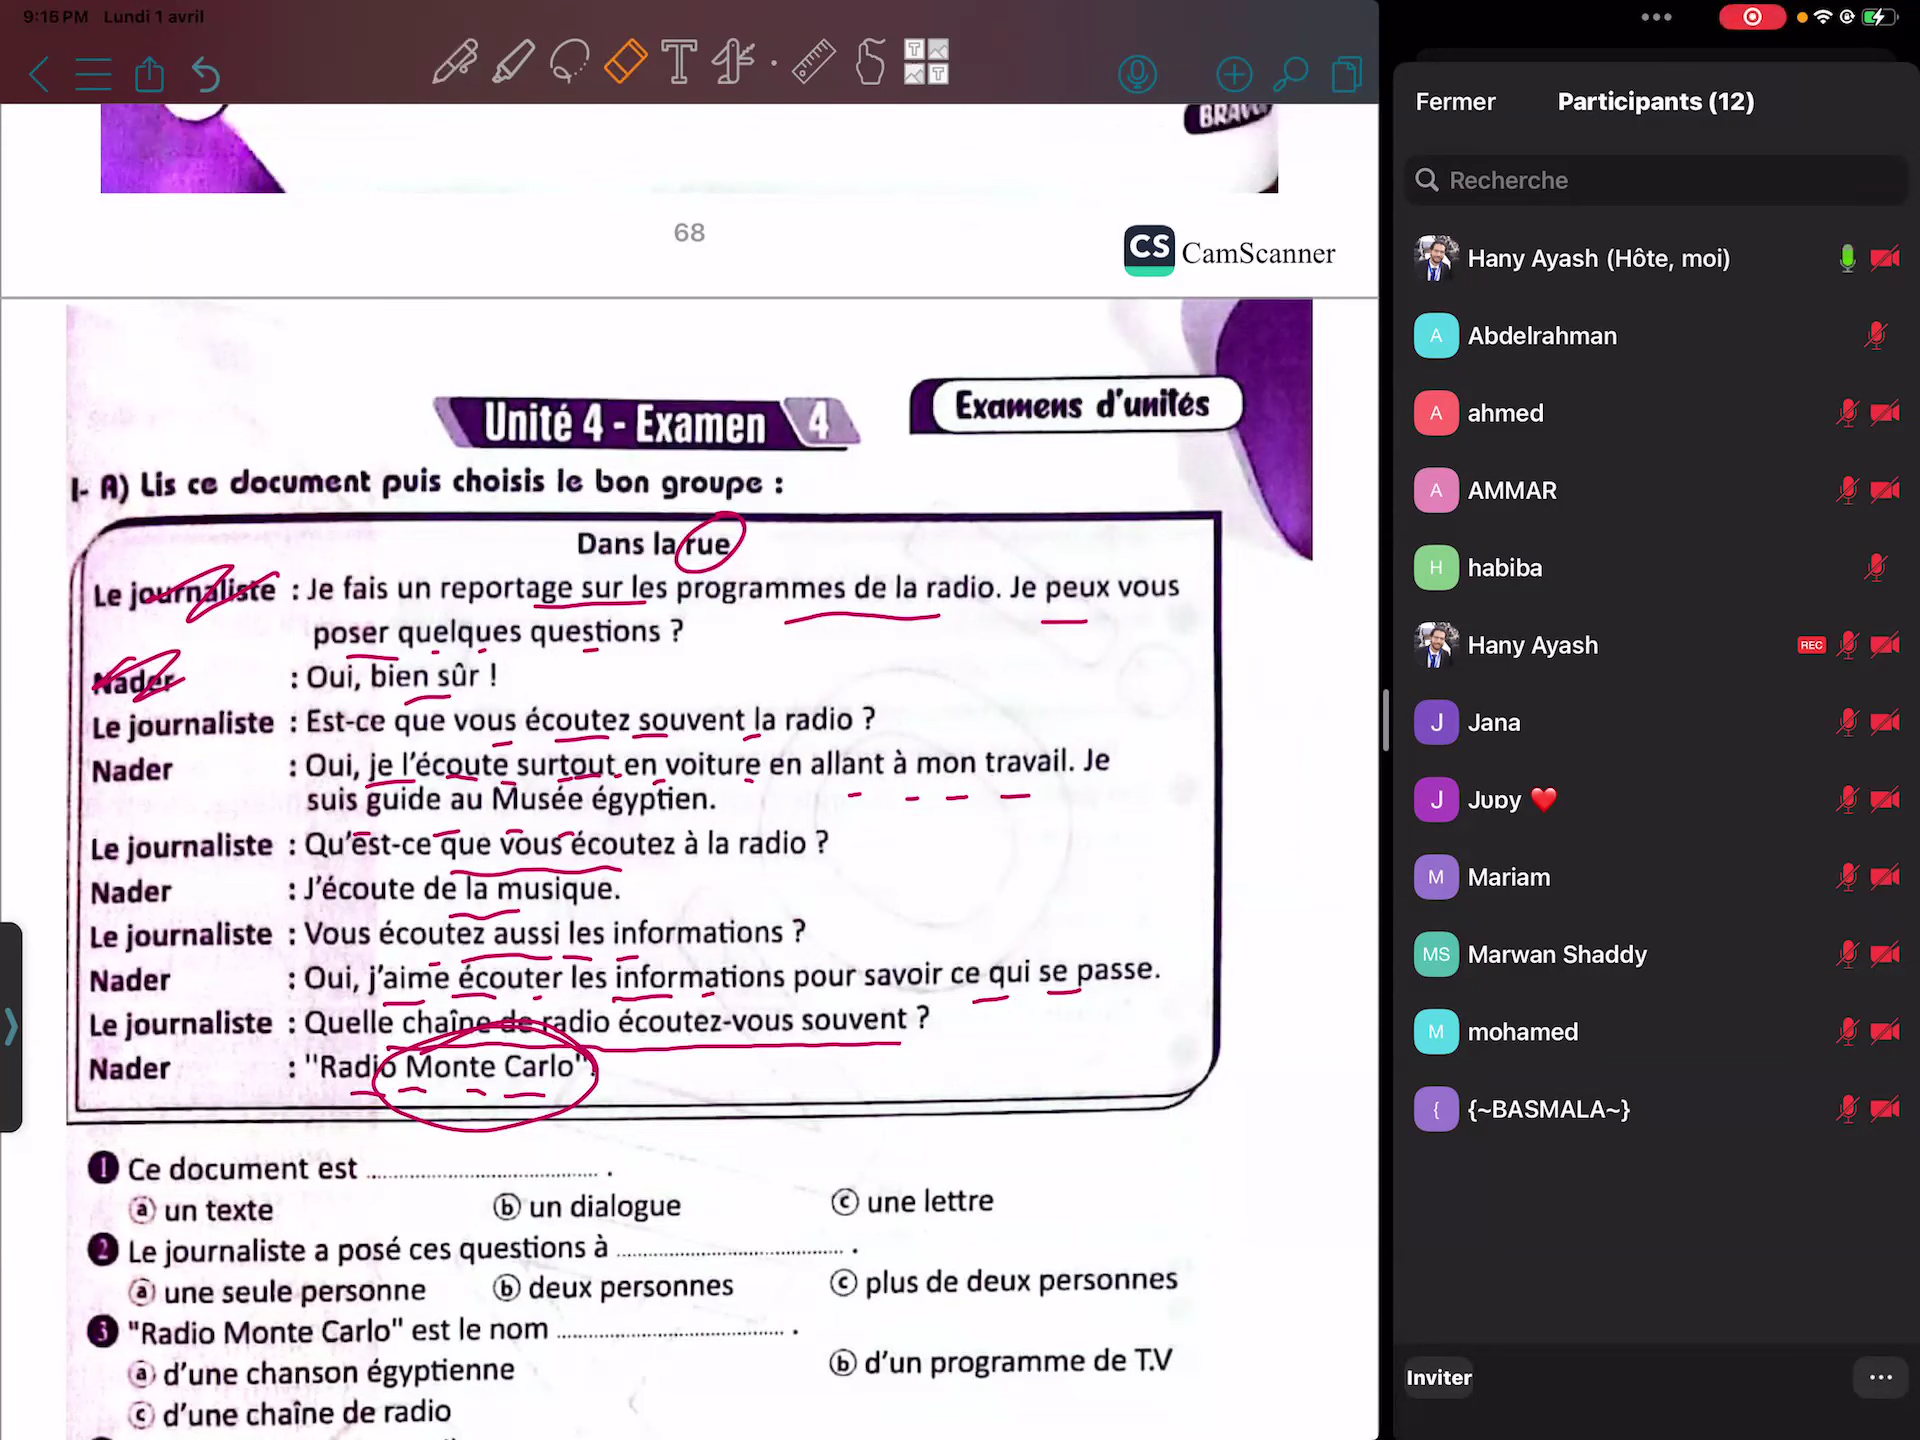 9:15 PM Lundi 1 avril
BRAVO
68
CS CamScanner
Unité 4 - Examen 4
Examens d'unités
I- A) Lis ce document puis choisis le bon groupe :
Dans la rue
Le journaliste : Je fais un reportage sur les programmes de la radio. Je peux vous
poser quelques questions ?
Nader : Oui, bien sûr !
Le journaliste : Est-ce que vous écoutez souvent la radio ?
Nader : Oui, je l'écoute surtout en voiture en allant à mon travail. Je
suis guide au Musée égyptien.
Le journaliste : Qu'est-ce que vous écoutez à la radio ?
Nader : J'écoute de la musique.
Le journaliste : Vous écoutez aussi les informations ?
Nader : Oui, j'aime écouter les informations pour savoir ce qui se passe.
Le journaliste : Quelle chaîne de radio écoutez-vous souvent ?
Nader : "Radio Monte Carlo".
1 Ce document est .................... .
a un texte b un dialogue c une lettre
2 Le journaliste a posé ces questions à .................... .
a une seule personne b deux personnes c plus de deux personnes
3 "Radio Monte Carlo" est le nom .................... .
a d'une chanson égyptienne b d'un programme de T.V
c d'une chaîne de radio
Fermer Participants (12)
Recherche
Hany Ayash (Hôte, moi)
A Abdelrahman
A ahmed
A AMMAR
H habiba
Hany Ayash REC
J Jana
J Jupy ❤️
M Mariam
MS Marwan Shaddy
M mohamed
{ {~BASMALA~}
Inviter